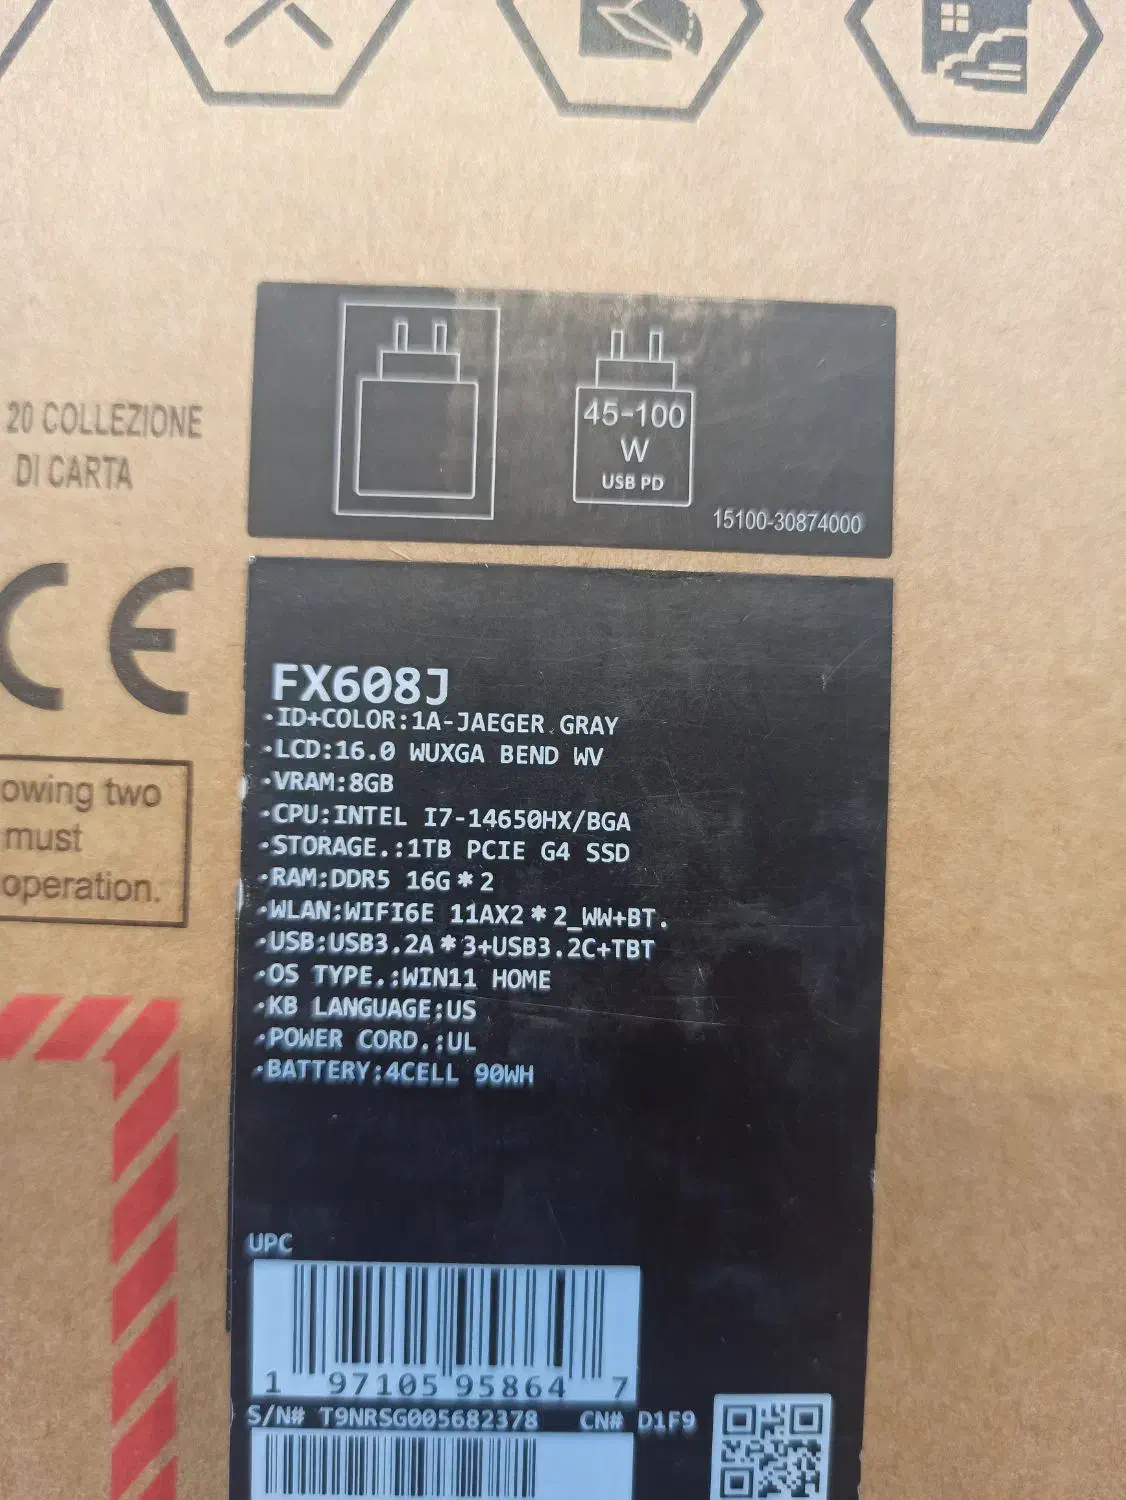 20 COLLEZIONE
DI CARTA
45-100
W
USB PD
15100-30874000
CE
owing two
must
operation.
FX608J
·ID+COLOR:1A-JAEGER GRAY
·LCD:16.0 WUXGA BEND WV
·VRAM:8GB
·CPU:INTEL I7-14650HX/BGA
·STORAGE.:1TB PCIE G4 SSD
·RAM:DDR5 16G*2
·WLAN:WIFI6E 11AX2*2_WW+BT.
·USB:USB3.2A*3+USB3.2C+TBT
·OS TYPE.:WIN11 HOME
·KB LANGUAGE:US
·POWER CORD.:UL
·BATTERY:4CELL 90WH
UPC
1 97105 95864 7
S/N# T9NRSG005682378 CN# D1F9